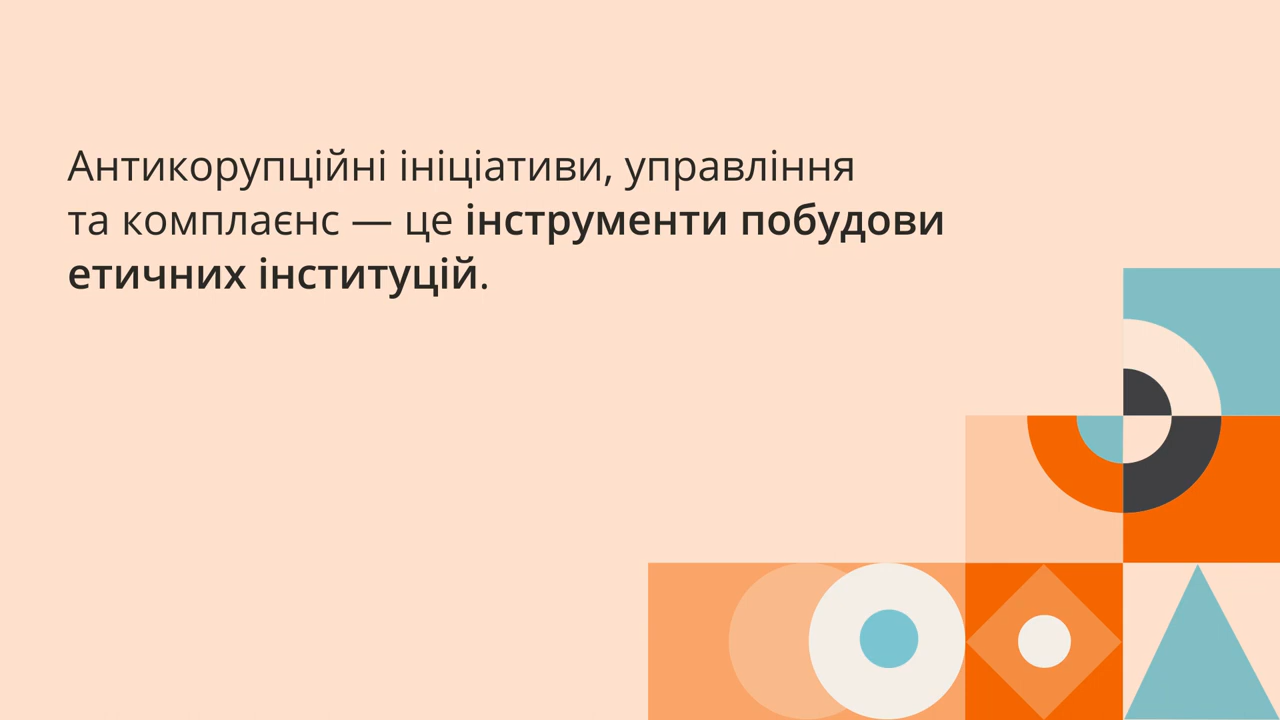 Антикорупційні ініціативи, управління
та комплаєнс — це інструменти побудови
етичних інституцій.